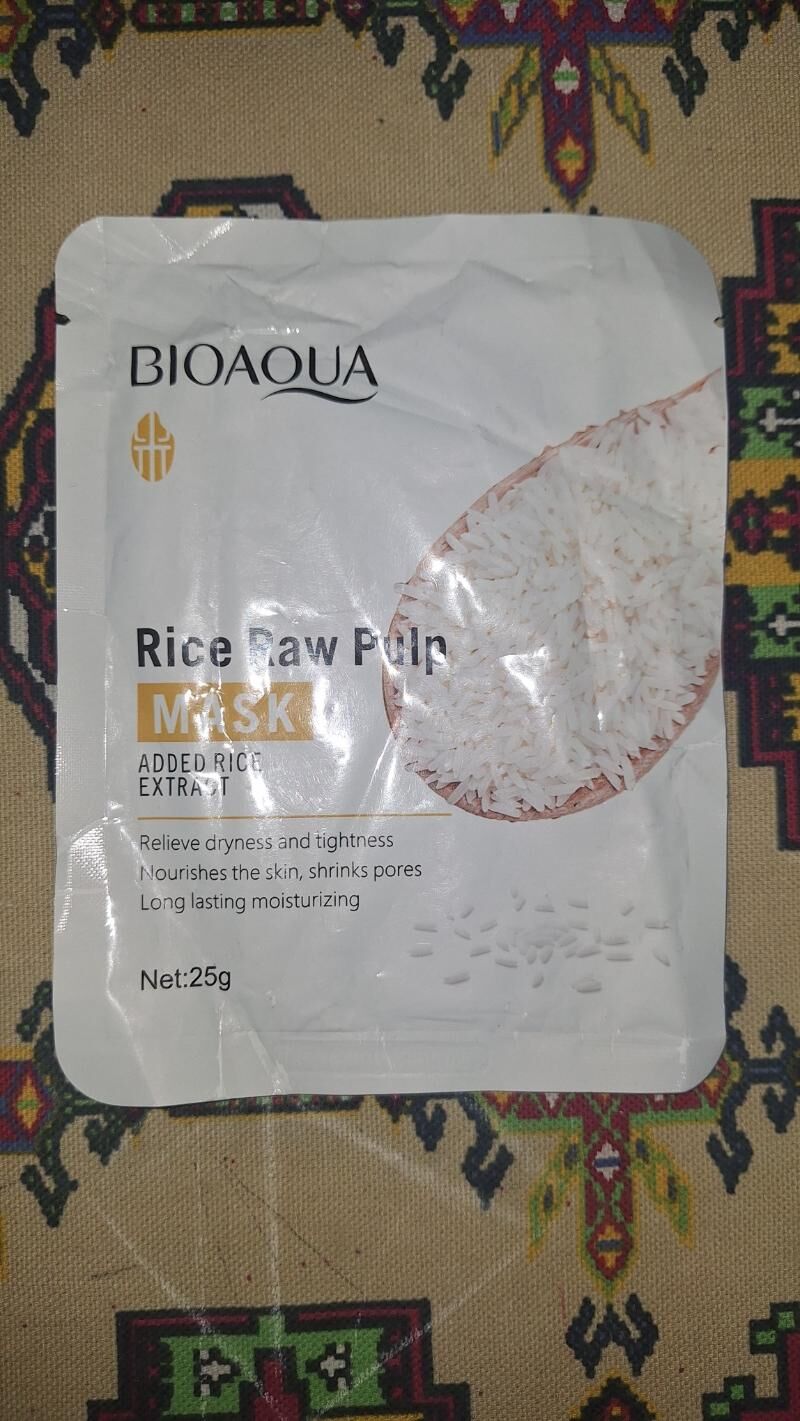 BIOAQUA
Rice Raw Pulp
MASK
ADDED RICE
EXTRACT
Relieve dryness and tightness
Nourishes the skin, shrinks pores
Long lasting moisturizing
Net:25g